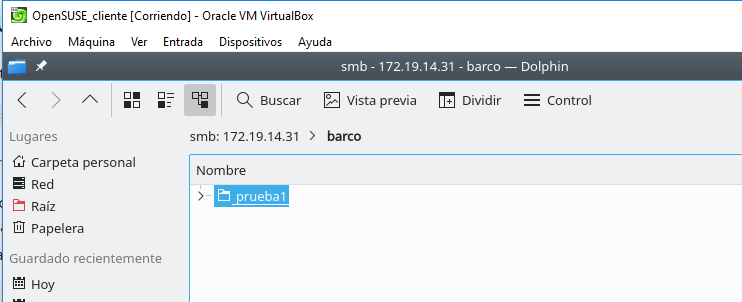 OpenSUSE_cliente [Corriendo] - Oracle VM VirtualBox
Archivo Máquina Ver Entrada Dispositivos Ayuda
smb - 172.19.14.31 - barco — Dolphin
Buscar Vista previa Dividir Control
Lugares
smb: 172.19.14.31 > barco
Carpeta personal
Nombre
Red
prueba1
Raíz
Papelera
Guardado recientemente
Hoy